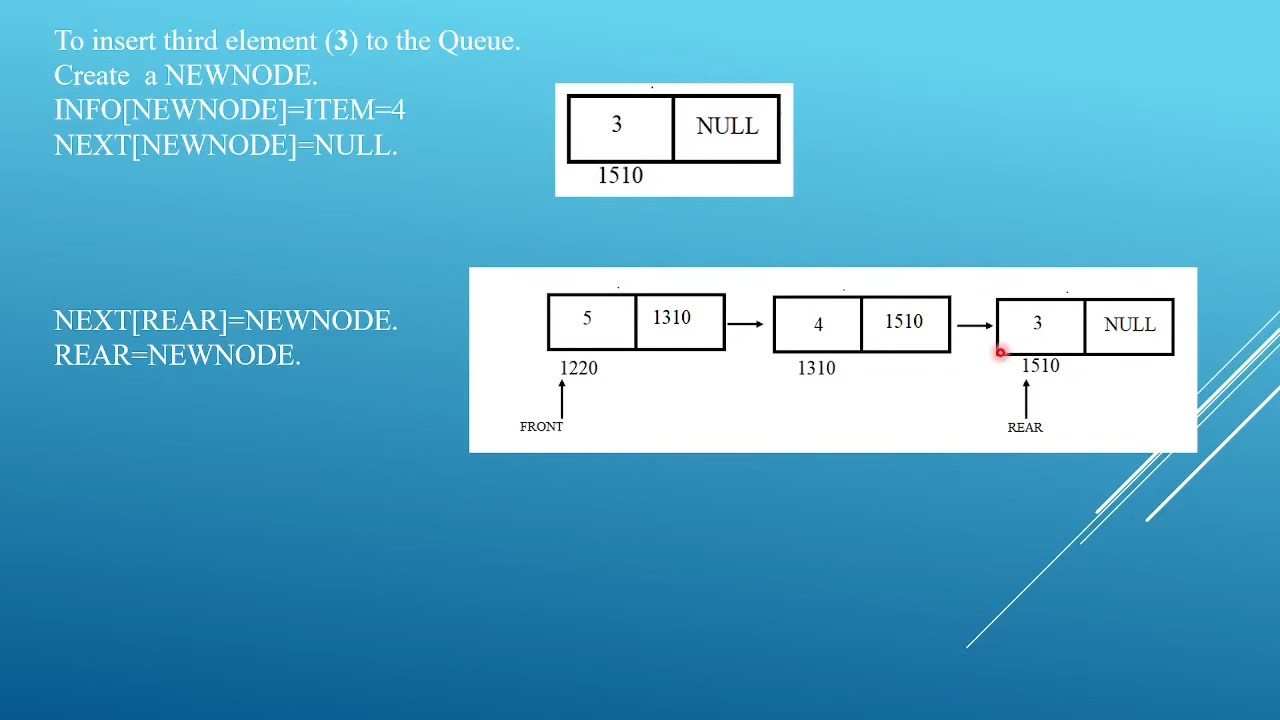 To insert third element (3) to the Queue.
Create a NEWNODE.
INFO[NEWNODE]=ITEM=4
NEXT[NEWNODE]=NULL.
3 NULL
1510
NEXT[REAR]=NEWNODE.
REAR=NEWNODE.
5 1310 4 1510 3 NULL
1220 1310 1510
FRONT REAR